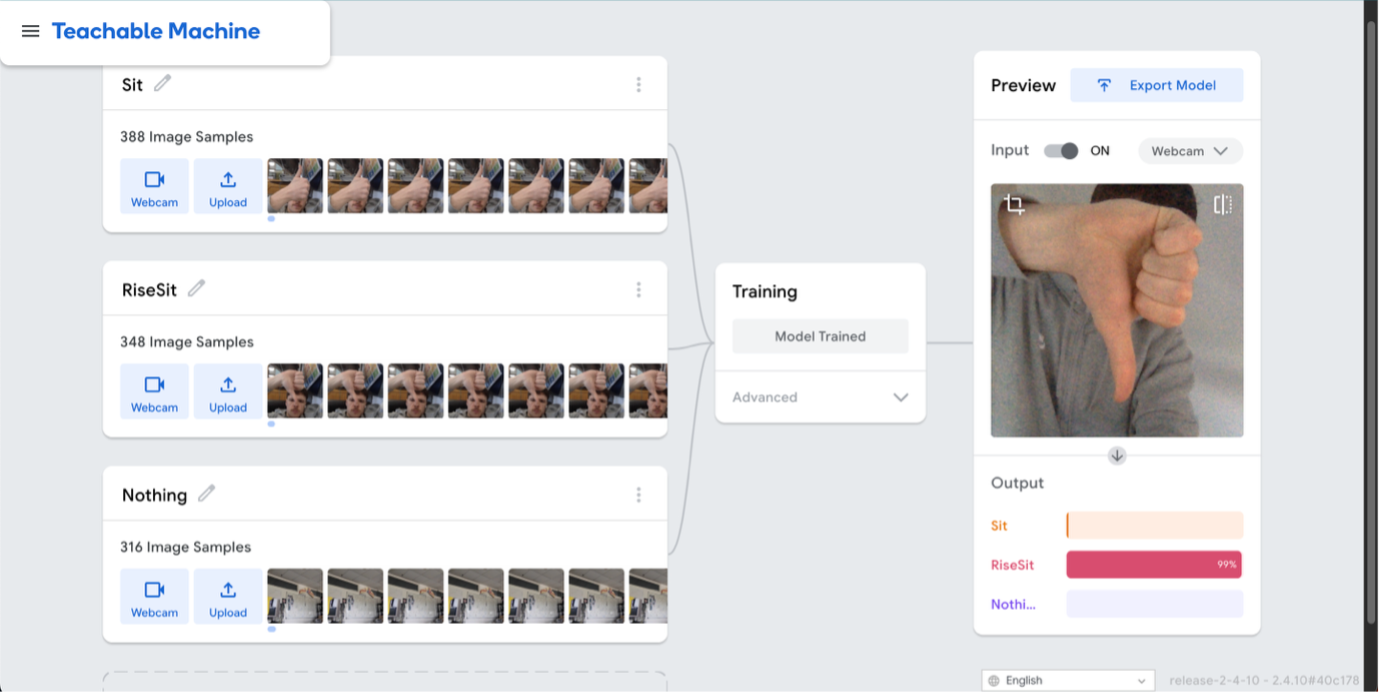 Teachable Machine
Sit
388 Image Samples
Webcam
Upload
RiseSit
348 Image Samples
Webcam
Upload
Nothing
316 Image Samples
Webcam
Upload
Training
Model Trained
Advanced
Preview
Export Model
Input
ON
Webcam
Output
Sit
RiseSit
99%
Nothi...
English
release-2-4-10 - 2.4.10#40c178